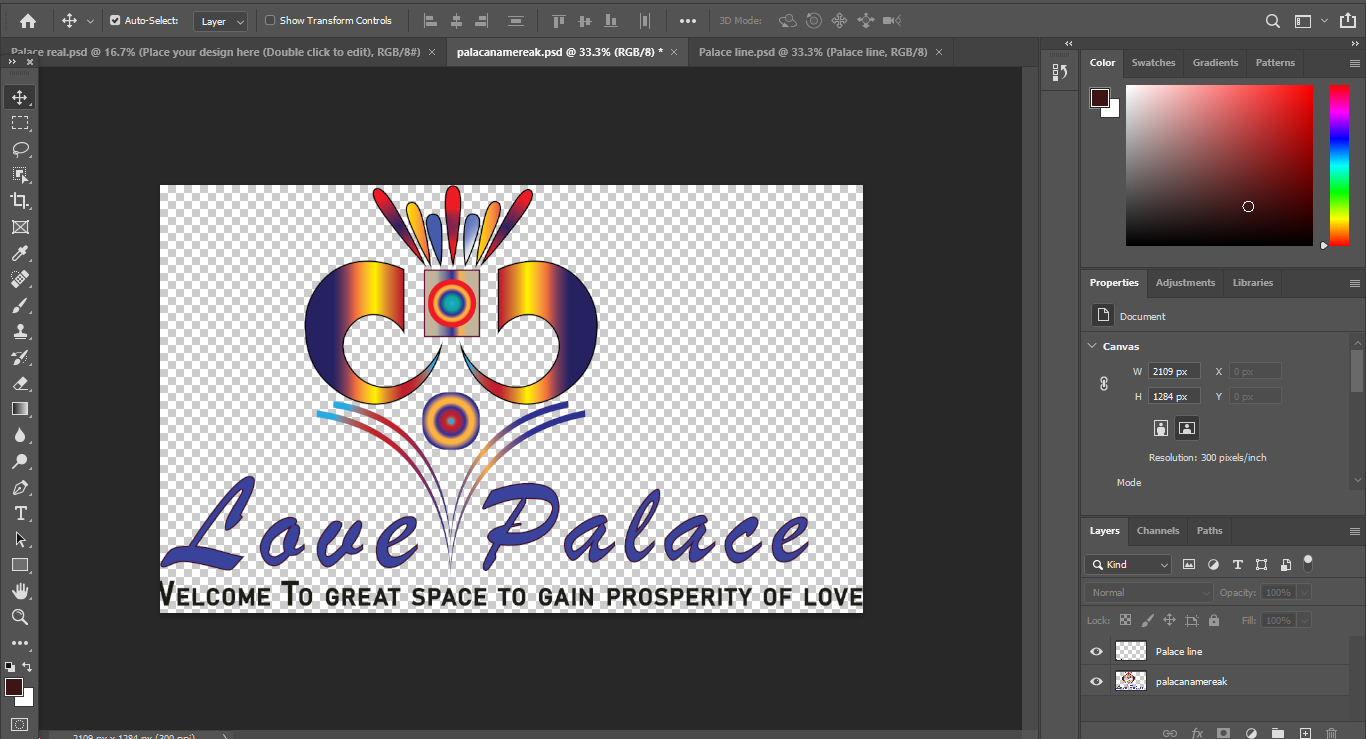 Auto-Select: Layer Show Transform Controls 3D Mode:
Palace real.psd @ 16.7% (Place your design here (Double click to edit), RGB/8#) × palacanamereak.psd @ 33.3% (RGB/8) * × Palace line.psd @ 33.3% (Palace line, RGB/8) ×
Color Swatches Gradients Patterns
Love Palace
WELCOME TO GREAT SPACE TO GAIN PROSPERITY OF LOVE
Properties Adjustments Libraries
Document
Canvas
W 2109 px X 0 px
H 1284 px Y 0 px
Resolution: 300 pixels/inch
Mode
Layers Channels Paths
Kind
Normal Opacity: 100%
Lock: Fill: 100%
Palace line
palacanamereak
fx
2109 px x 1284 px (300 ppi)